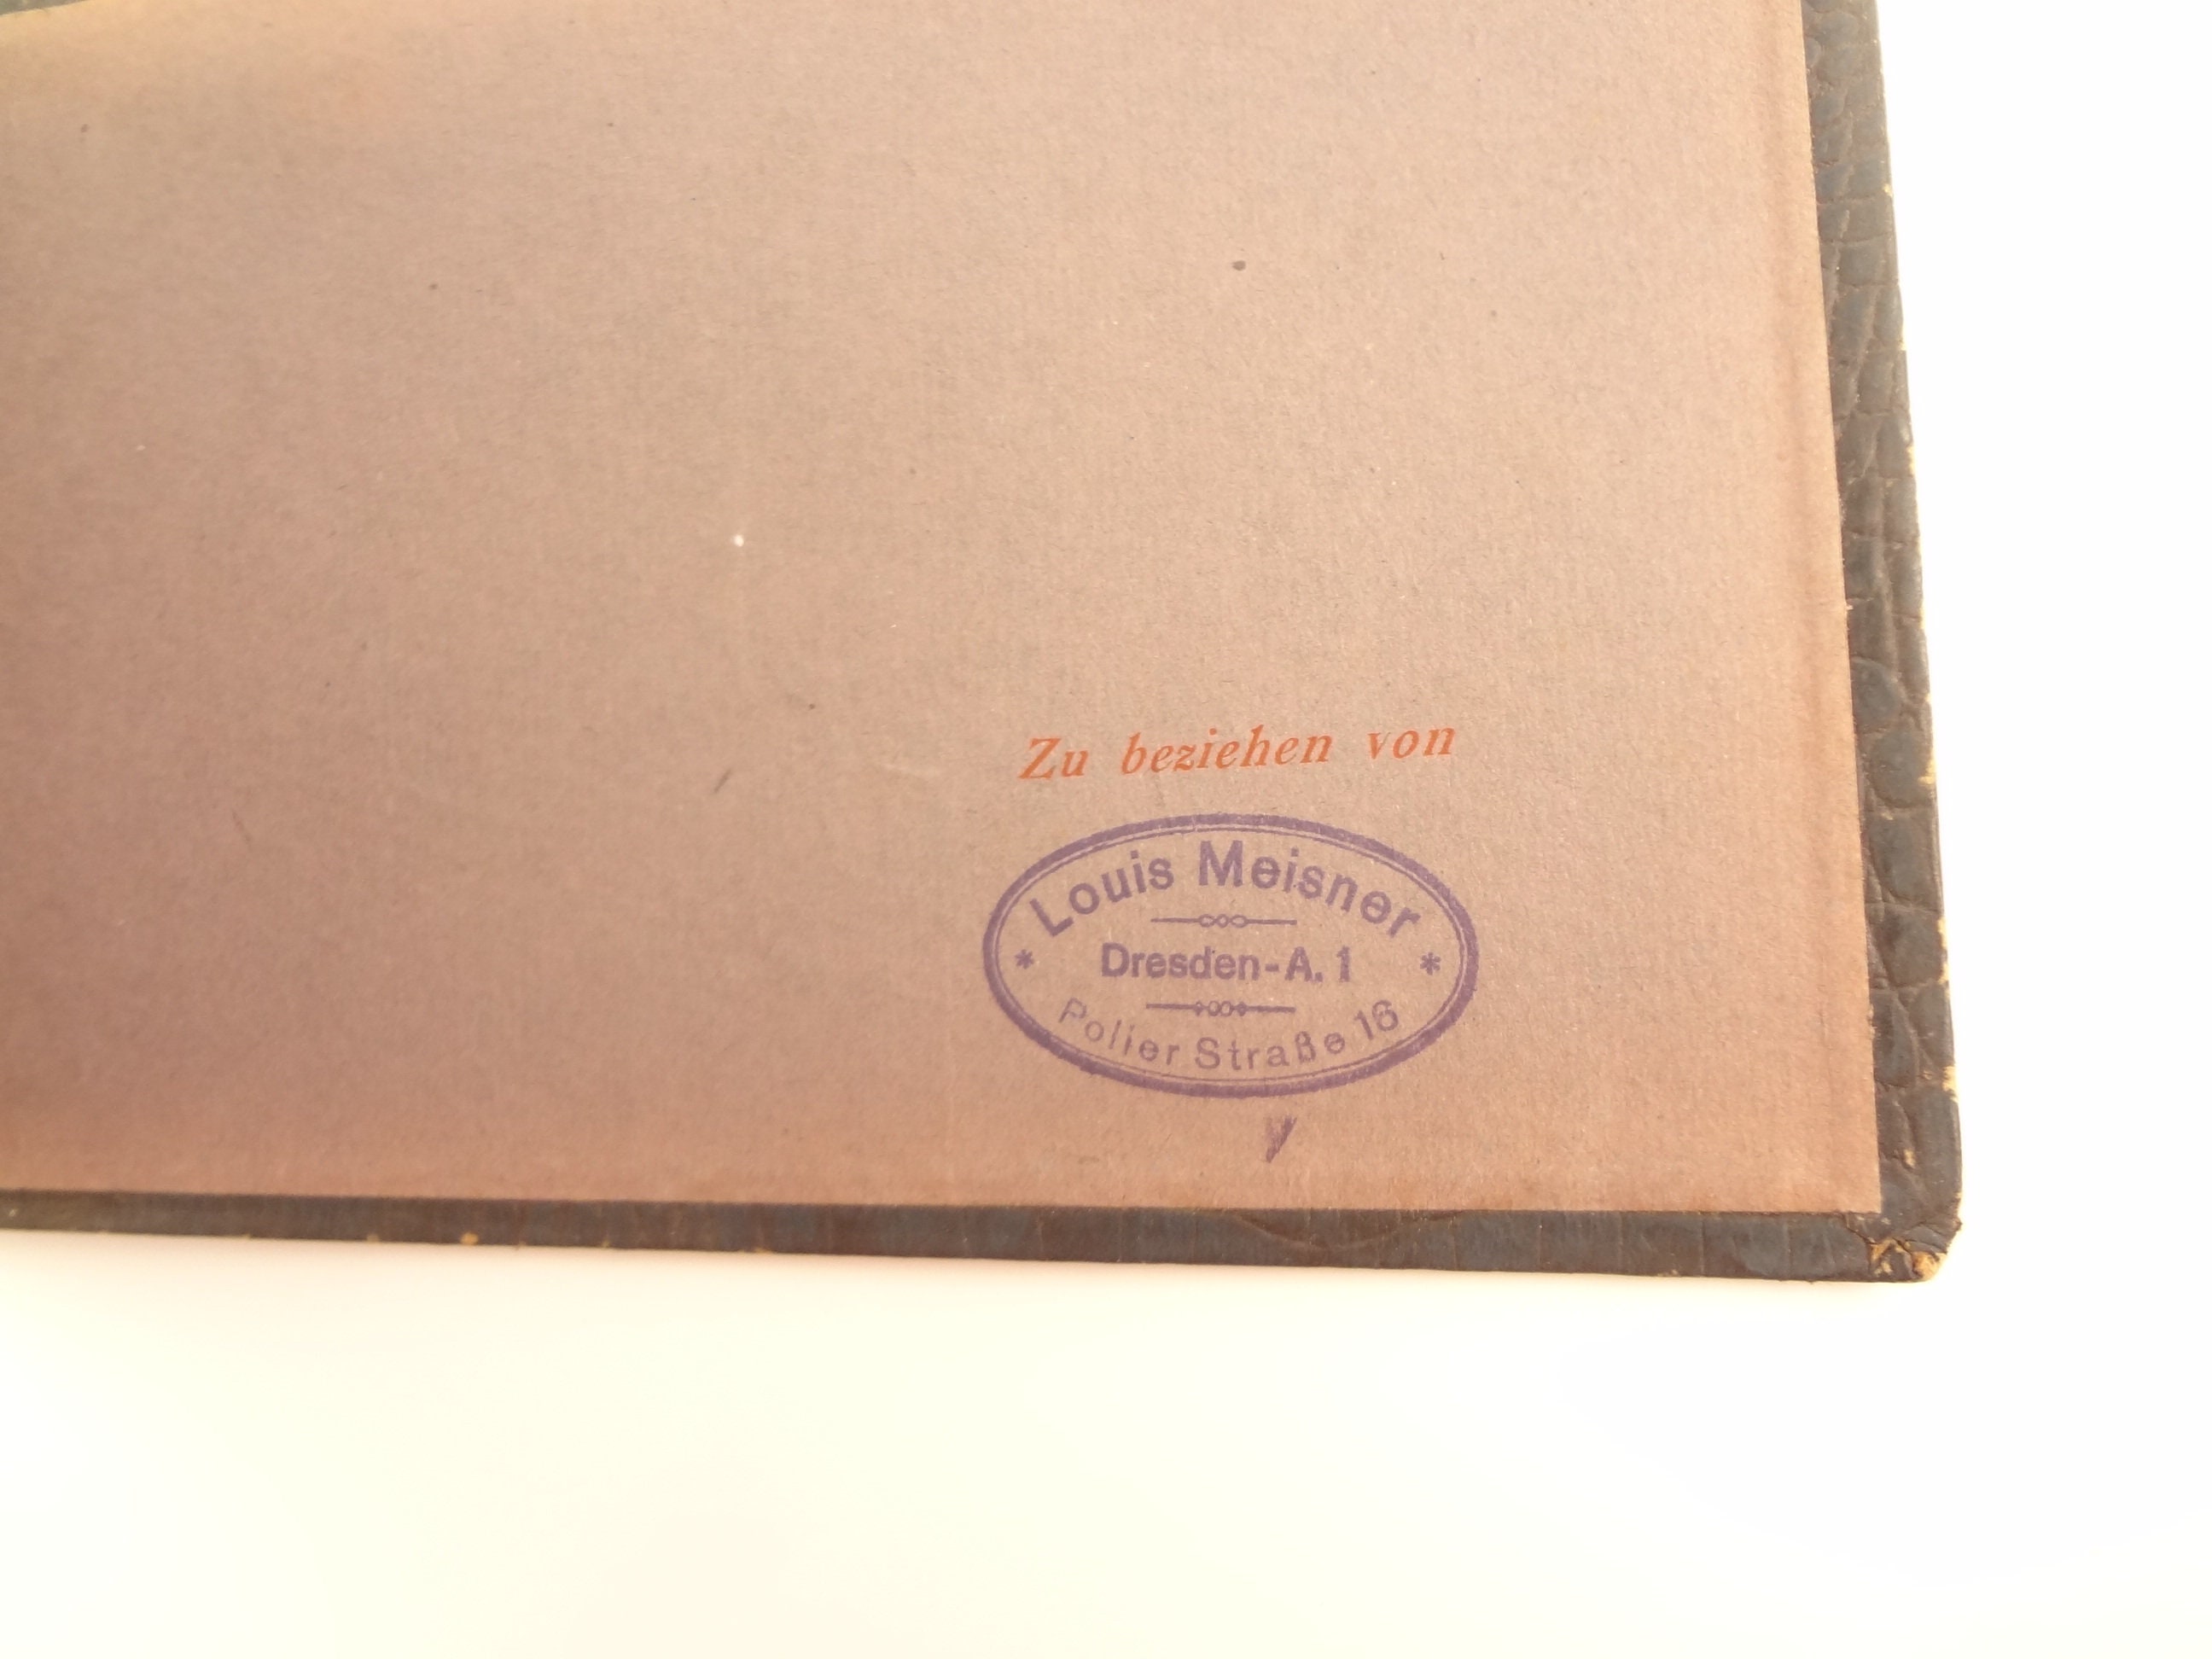 Zu beziehen von
Louis Meisner
Dresden-A. 1
Polier Straße 16